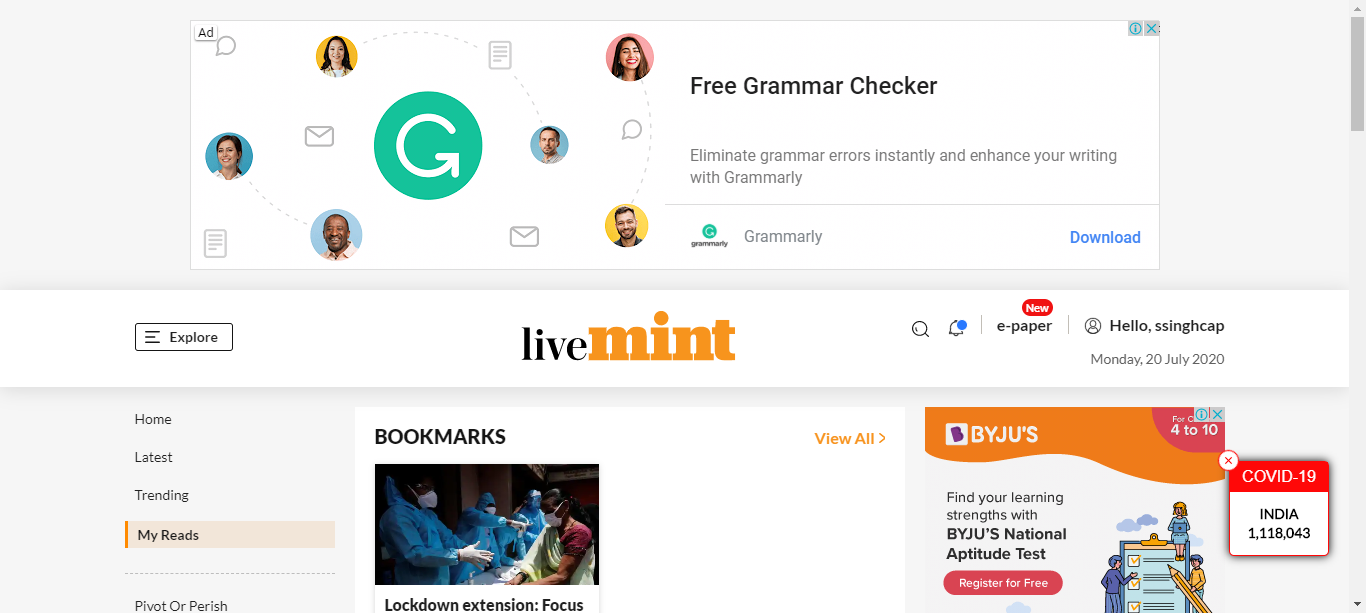 Ad
Free Grammar Checker
Eliminate grammar errors instantly and enhance your writing
with Grammarly
grammarly
Grammarly
Download
Explore
livemint
New
e-paper
Hello, ssinghcap
Monday, 20 July 2020
Home
Latest
Trending
My Reads
Pivot Or Perish
BOOKMARKS
View All >
Lockdown extension: Focus
BYJU'S
For C
4 to 10
Find your learning
strengths with
BYJU'S National
Aptitude Test
Register for Free
COVID-19
INDIA
1,118,043